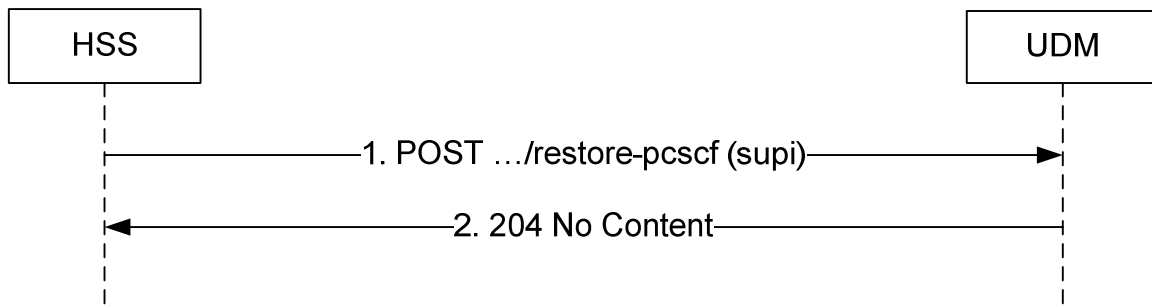 HSS
UDM
1. POST …/restore-pcscf (supi)
2. 204 No Content